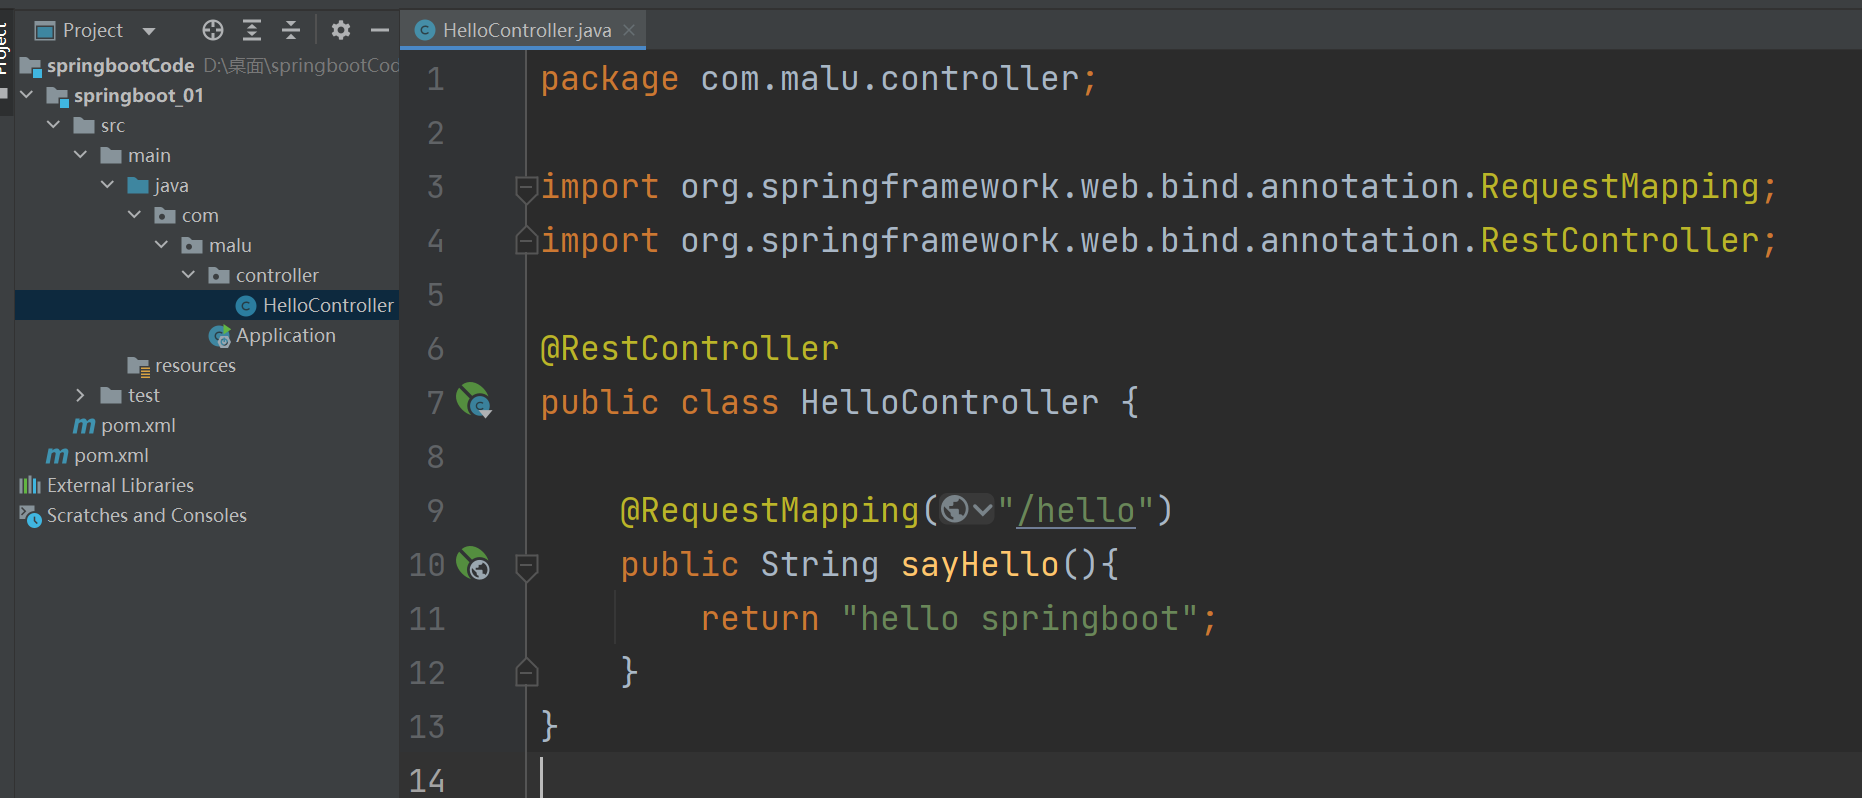 Project
Project
springbootCode D:\桌面\springbootCod
springboot_01
src
main
java
com
malu
controller
HelloController
Application
resources
test
pom.xml
pom.xml
External Libraries
Scratches and Consoles
HelloController.java
1 package com.malu.controller;
2
3 import org.springframework.web.bind.annotation.RequestMapping;
4 import org.springframework.web.bind.annotation.RestController;
5
6 @RestController
7 public class HelloController {
8
9 @RequestMapping("/hello")
10 public String sayHello(){
11 return "hello springboot";
12 }
13 }
14